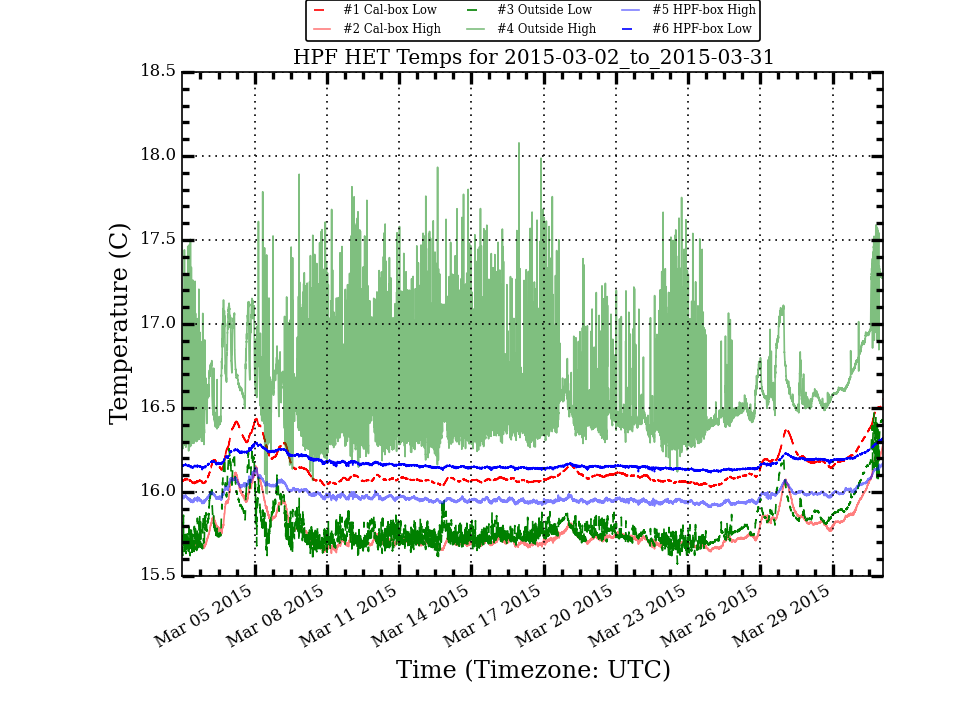 #1 Cal-box Low #3 Outside Low #5 HPF-box High
#2 Cal-box High #4 Outside High #6 HPF-box Low
HPF HET Temps for 2015-03-02_to_2015-03-31
18.5
18.0
17.5
17.0
16.5
16.0
15.5
Temperature (C)
Mar 05 2015
Mar 08 2015
Mar 11 2015
Mar 14 2015
Mar 17 2015
Mar 20 2015
Mar 23 2015
Mar 26 2015
Mar 29 2015
Time (Timezone: UTC)